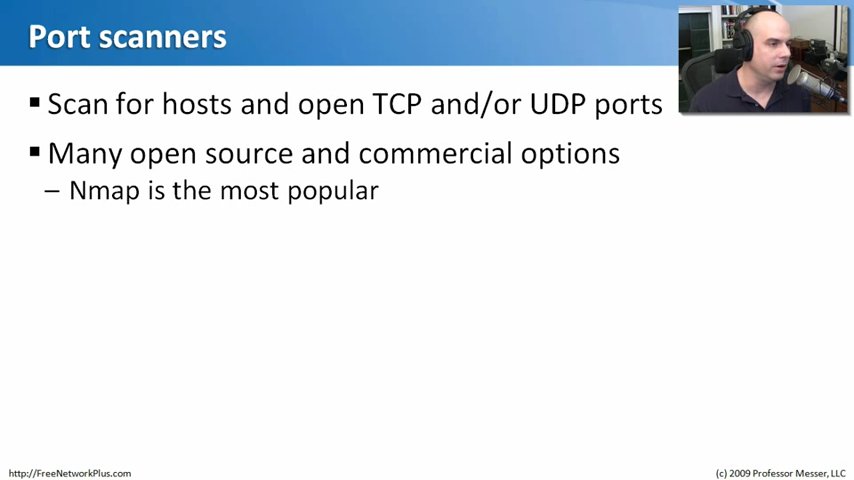 Port scanners
▪ Scan for hosts and open TCP and/or UDP ports
▪ Many open source and commercial options
– Nmap is the most popular
http://FreeNetworkPlus.com
(c) 2009 Professor Messer, LLC